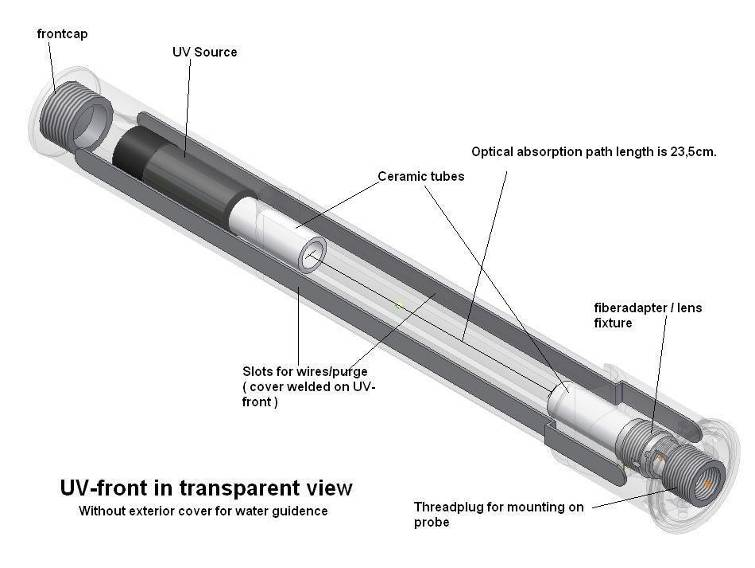 frontcap
UV Source
Optical absorption path length is 23,5cm.
Ceramic tubes
fiberadapter / lens
fixture
Slots for wires/purge
( cover welded on UV-
front )
UV-front in transparent view
Without exterior cover for water guidence
Threadplug for mounting on
probe